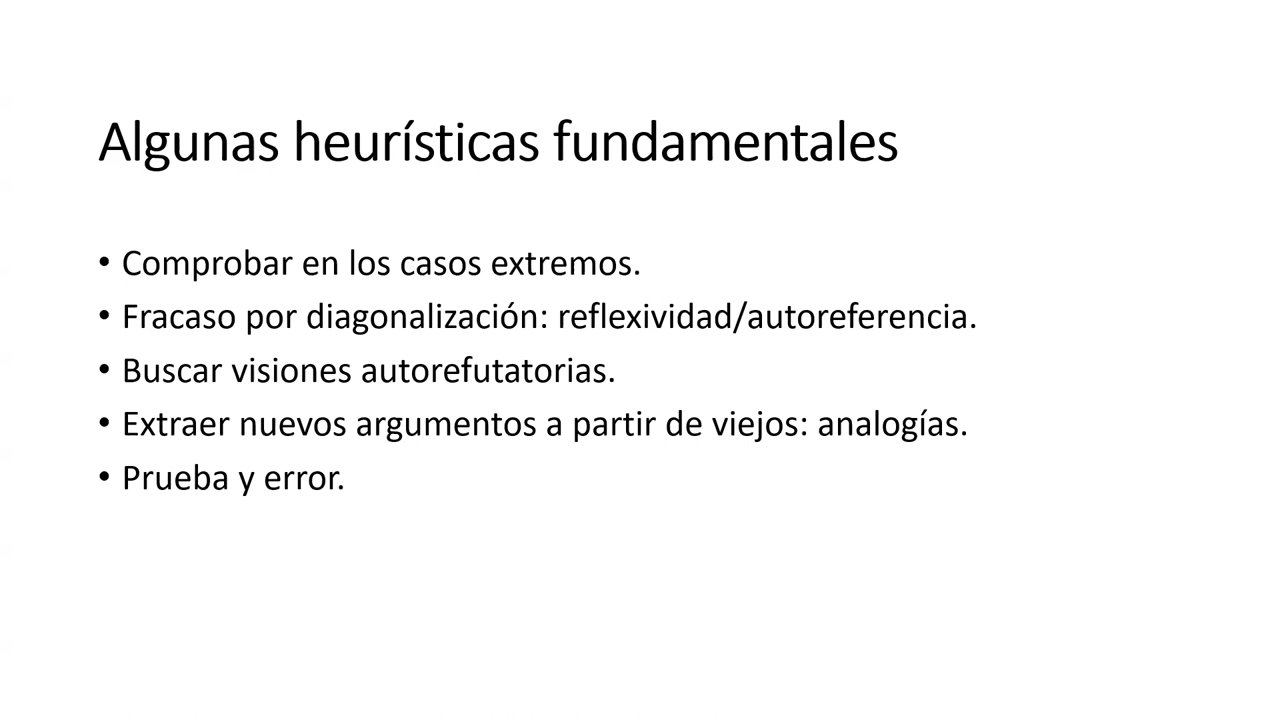 Algunas heurísticas fundamentales
• Comprobar en los casos extremos.
• Fracaso por diagonalización: reflexividad/autoreferencia.
• Buscar visiones autorefutatorias.
• Extraer nuevos argumentos a partir de viejos: analogías.
• Prueba y error.